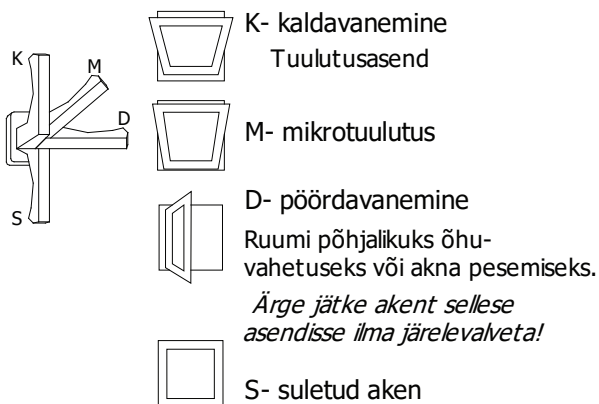 K
M
D
S
K- kaldavanemine
Tuulutusasend
M- mikrotuulutus
D- pöördavanemine
Ruumi põhjalikuks õhu-
vahetuseks või akna pesemiseks.
Ärge jätke akent sellese
asendisse ilma järelevalveta!
S- suletud aken